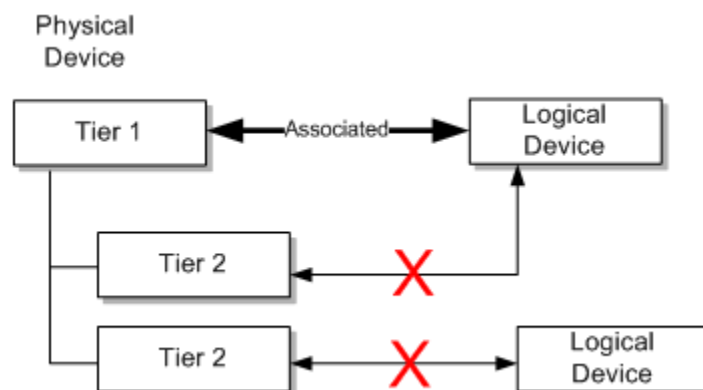 Physical
Device
Tier 1
Associated
Logical
Device
Tier 2
Tier 2
Logical
Device